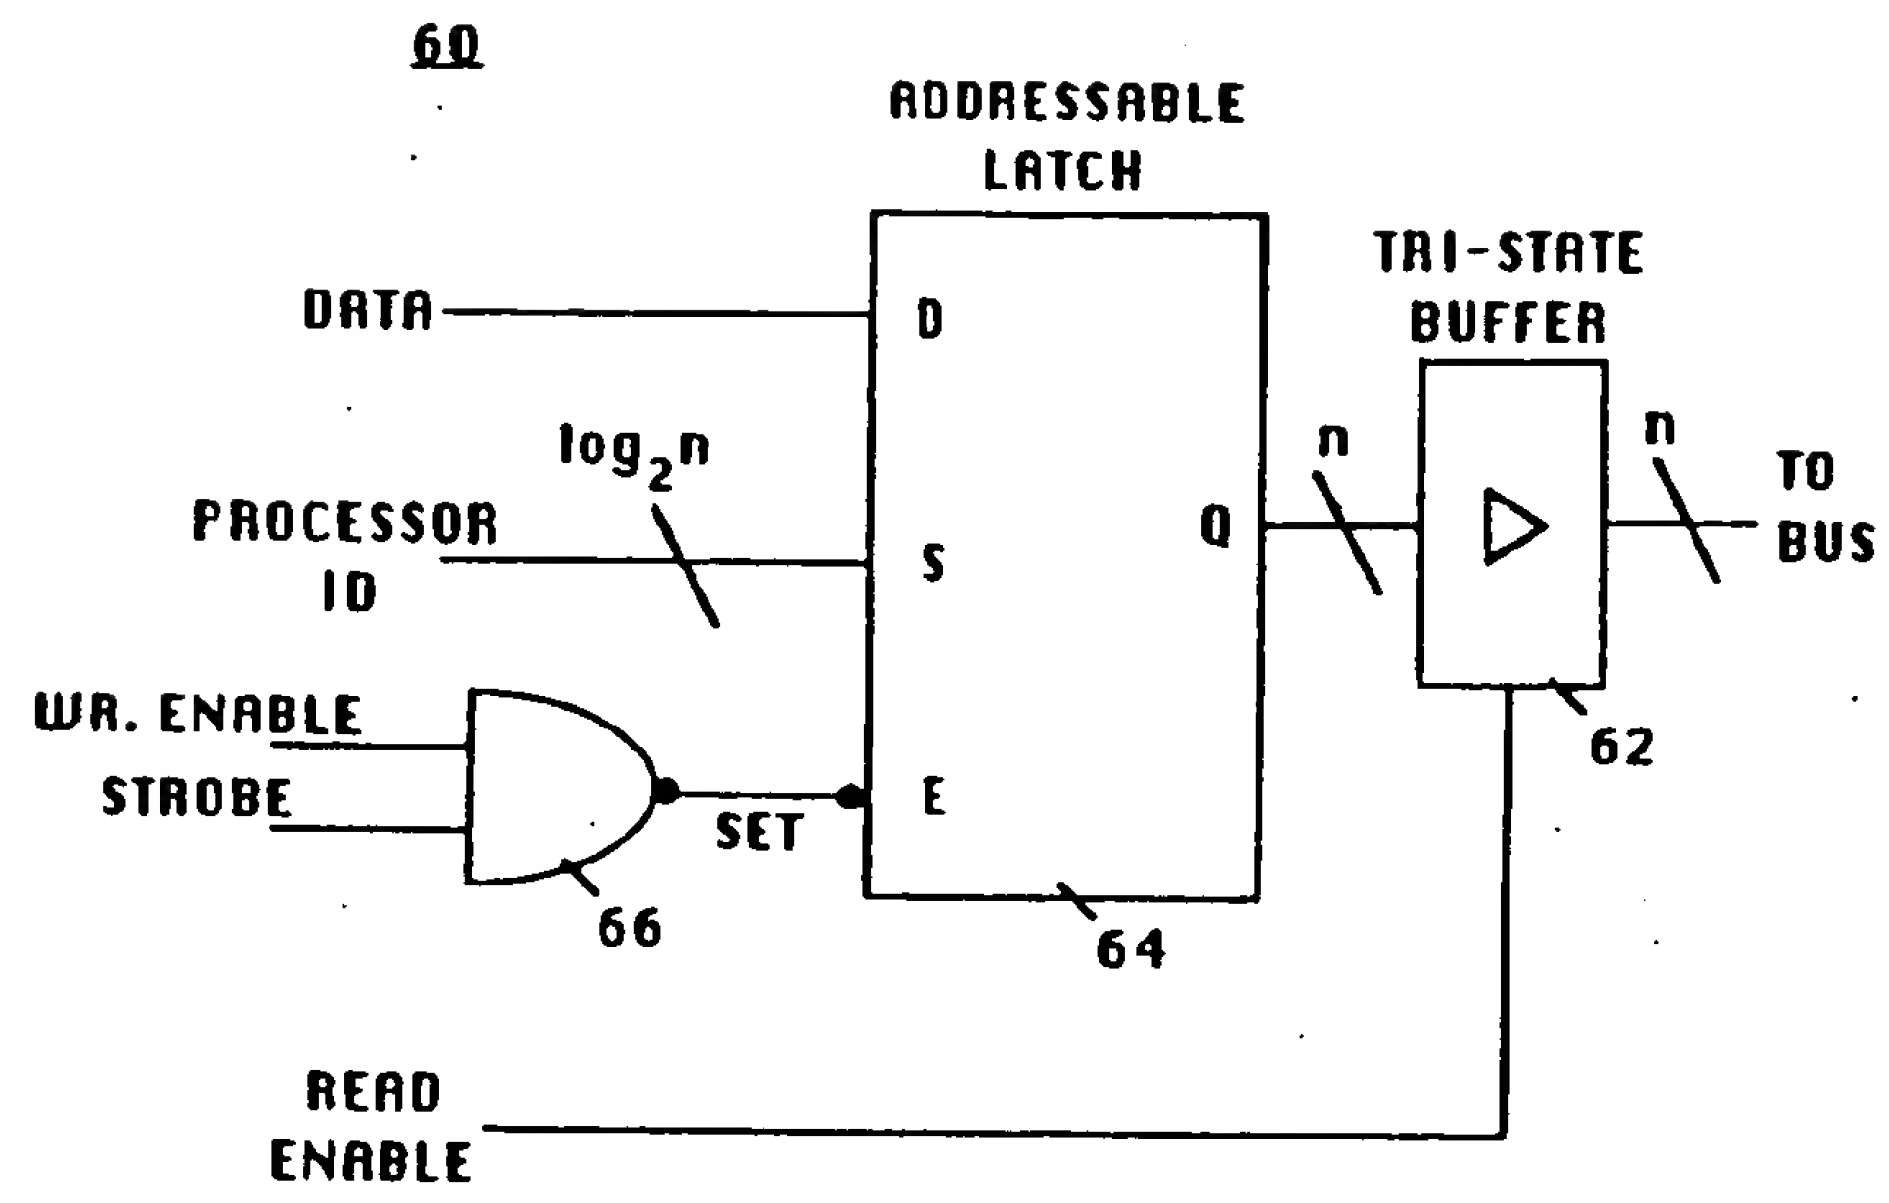 60
ADDRESSABLE
LATCH
TRI-STATE
BUFFER
DATA
D
log₂n
PROCESSOR
ID
S
Q
n
n
TO
BUS
WR. ENABLE
STROBE
SET
E
62
66
64
READ
ENABLE